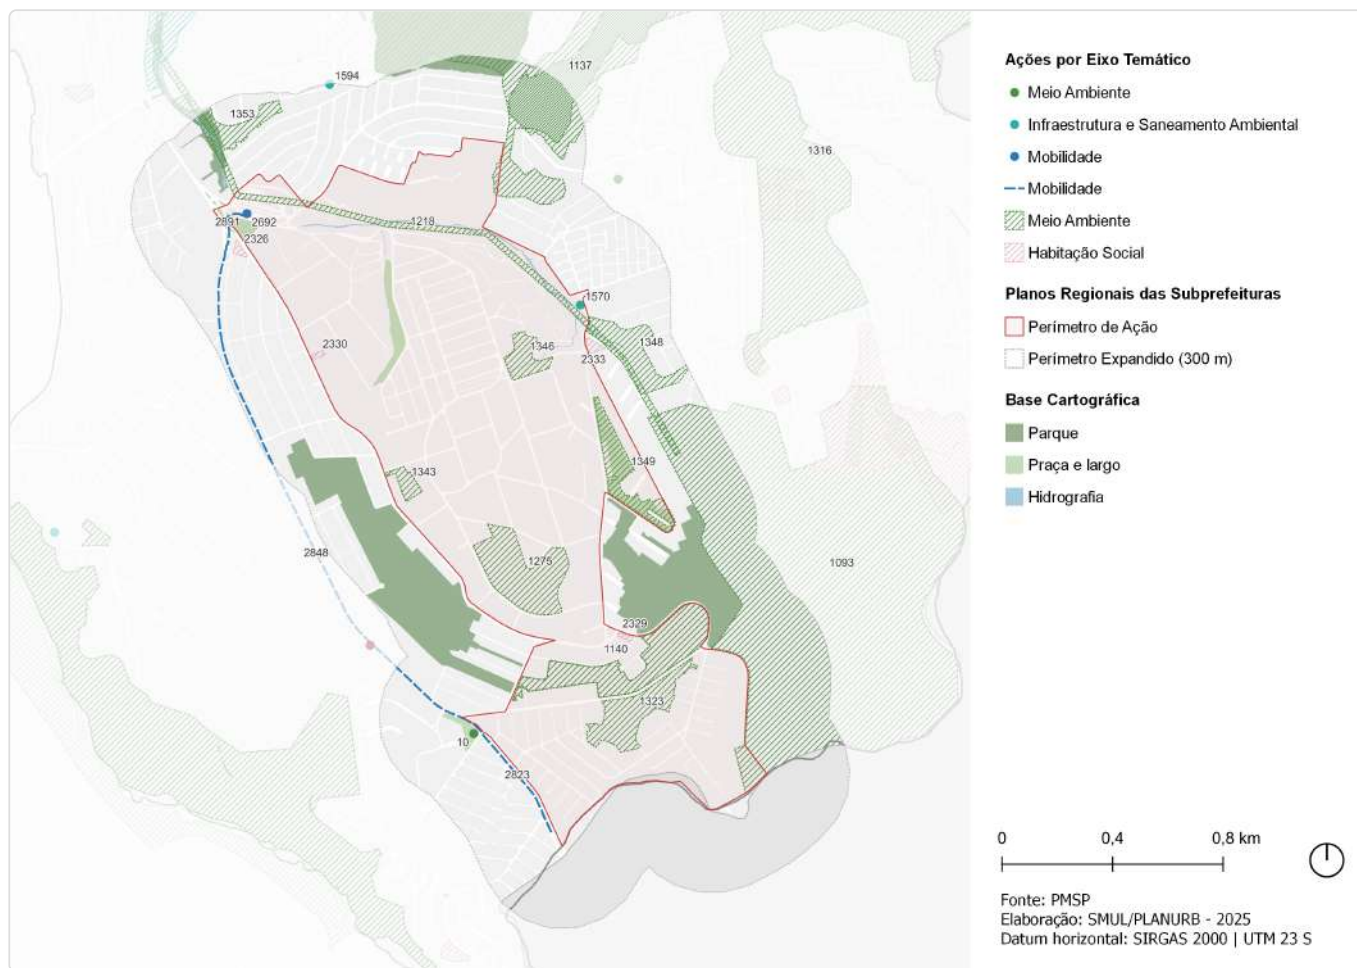 1594
1137
1353
1316
1218
2891 2692
2326
1570
2330
1346
2333
1348
1343
1349
1275
2848
1093
2329
1140
1323
10
2823
Ações por Eixo Temático
Meio Ambiente
Infraestrutura e Saneamento Ambiental
Mobilidade
Mobilidade
Meio Ambiente
Habitação Social
Planos Regionais das Subprefeituras
Perímetro de Ação
Perímetro Expandido (300 m)
Base Cartográfica
Parque
Praça e largo
Hidrografia
0 0,4 0,8 km
Fonte: PMSP
Elaboração: SMUL/PLANURB - 2025
Datum horizontal: SIRGAS 2000 | UTM 23 S